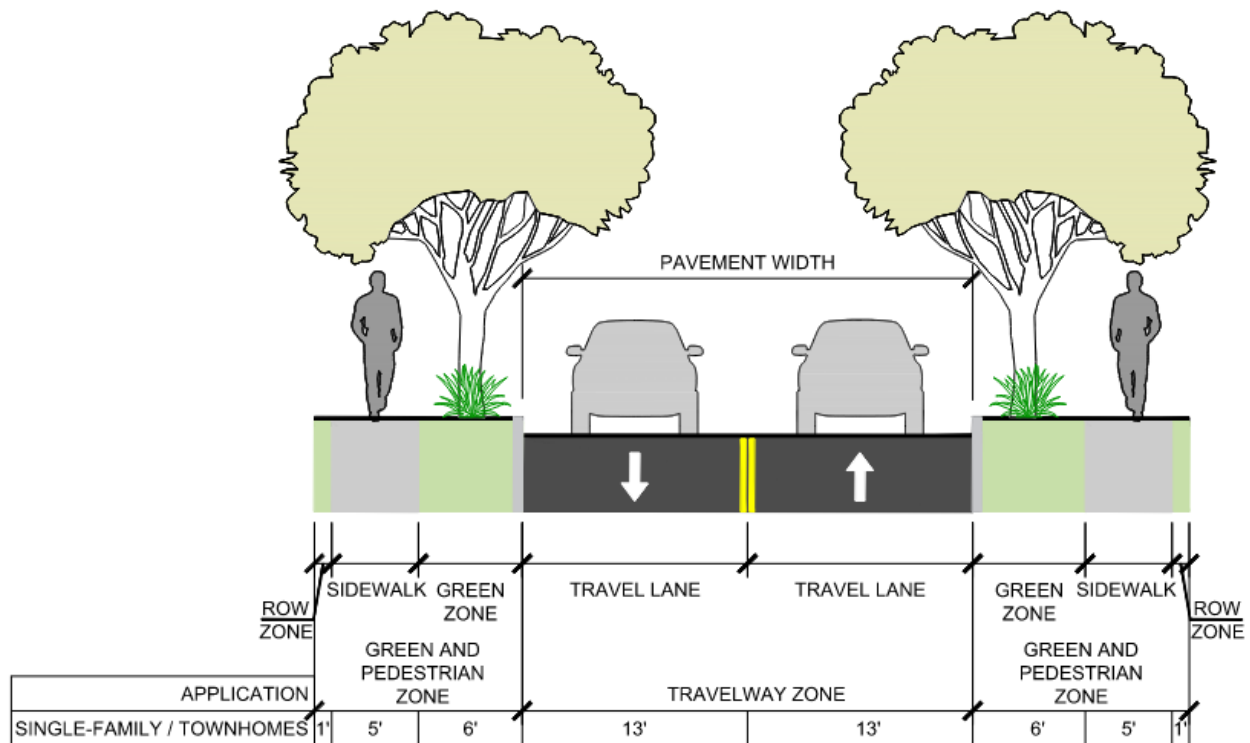 PAVEMENT WIDTH
SIDEWALK GREEN ZONE TRAVEL LANE TRAVEL LANE GREEN ZONE SIDEWALK
ROW ZONE ROW ZONE
GREEN AND PEDESTRIAN ZONE GREEN AND PEDESTRIAN ZONE
APPLICATION TRAVELWAY ZONE
SINGLE-FAMILY / TOWNHOMES 1' 5' 6' 13' 13' 6' 5' 1'